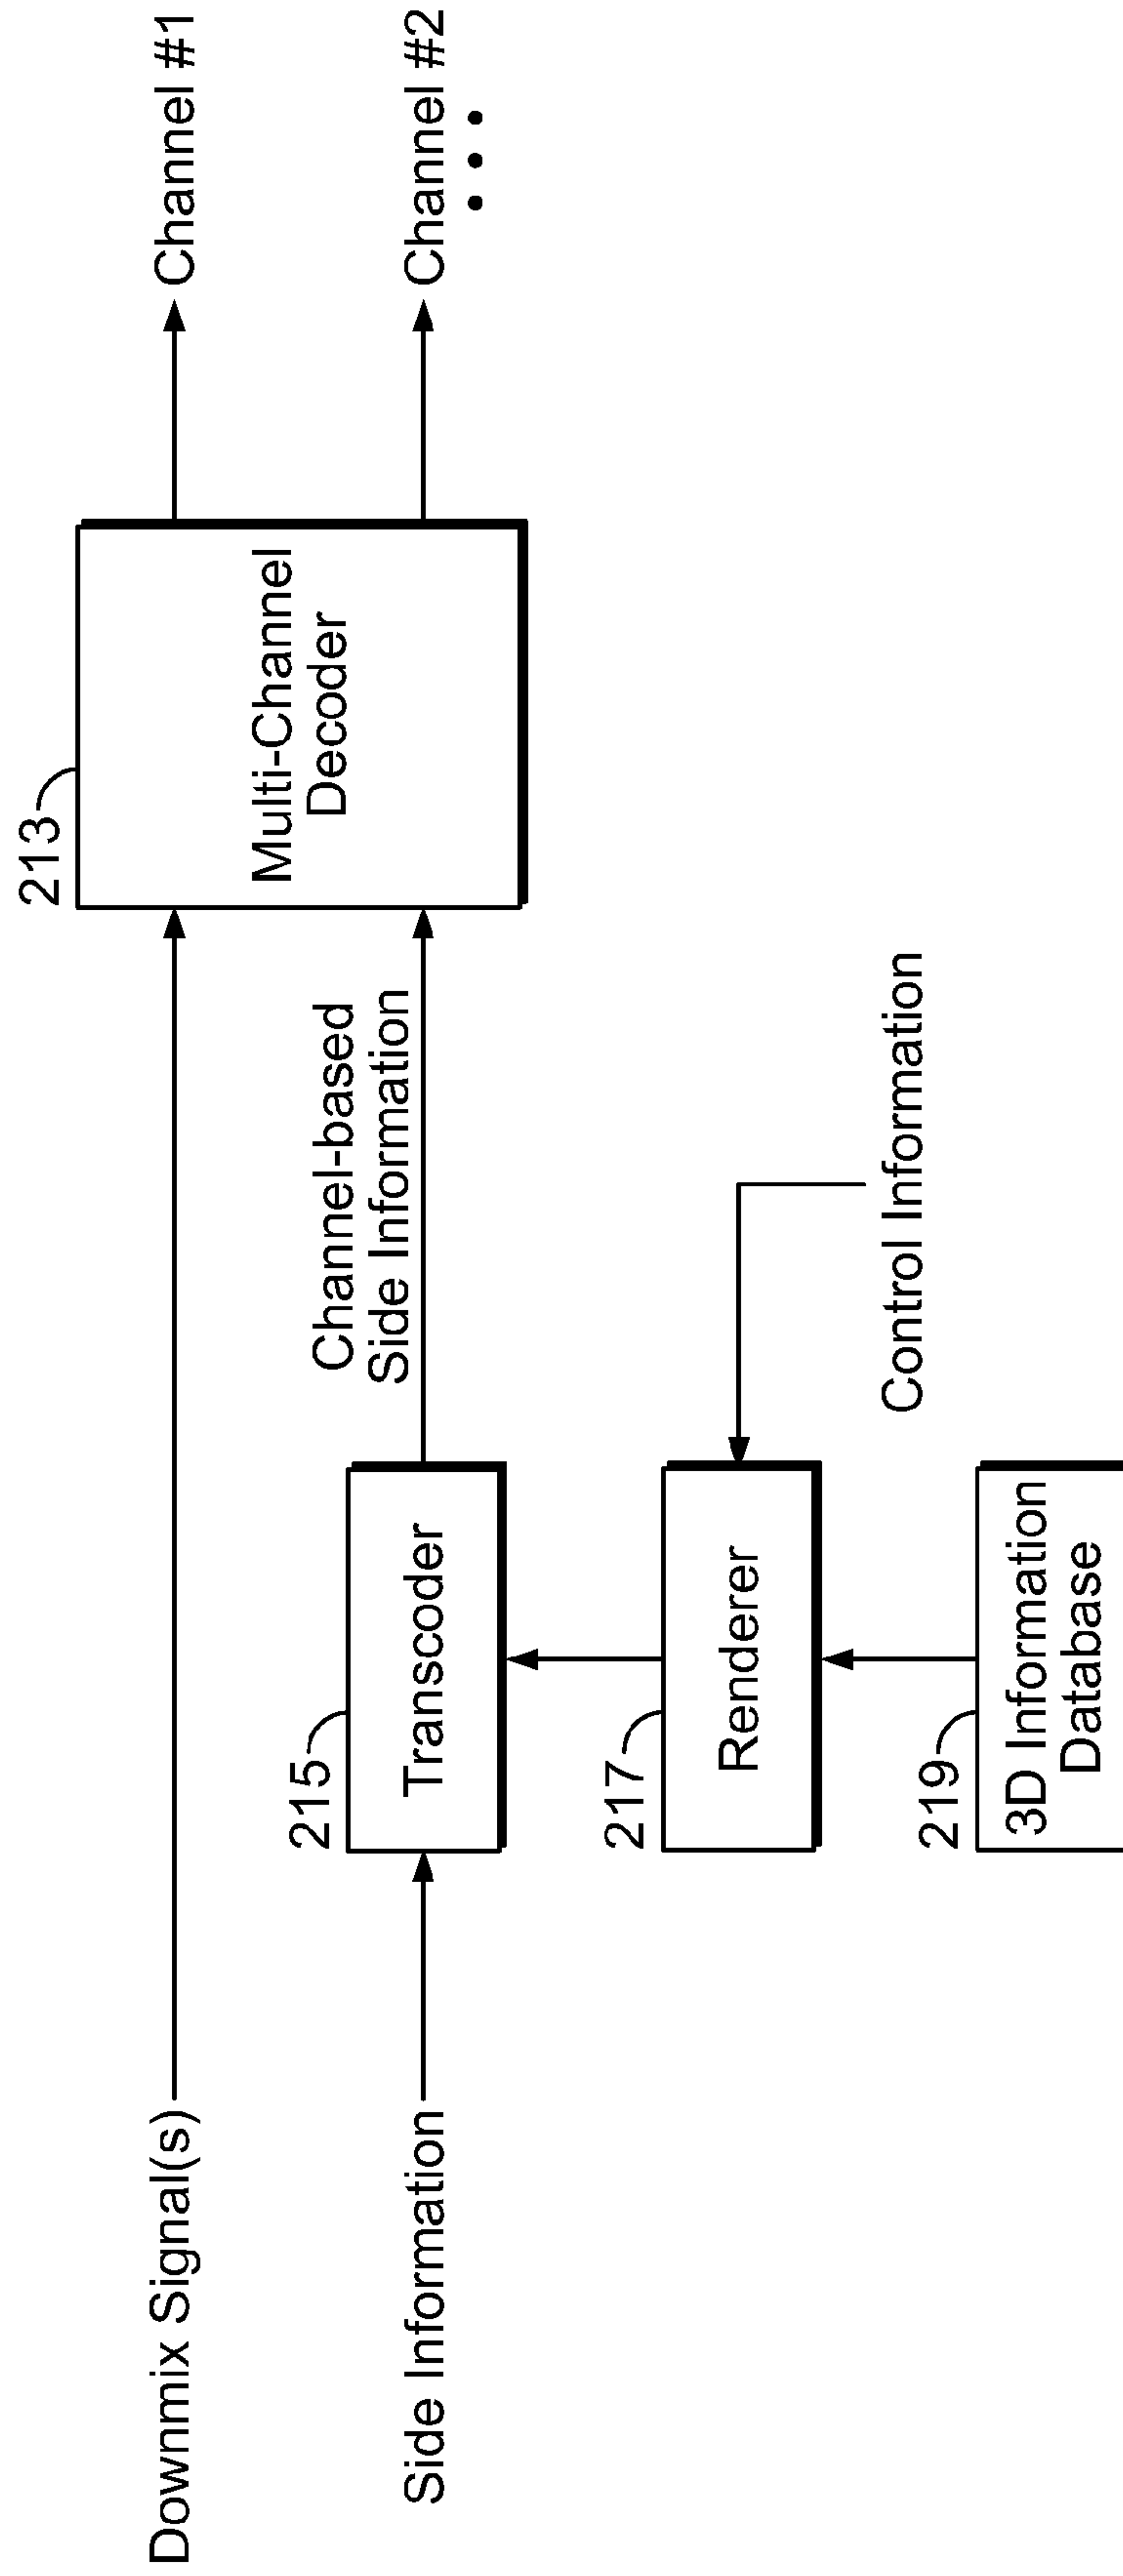 Downmix Signal(s)
213
Multi-Channel
Decoder
Channel #1
Channel-based
Side Information
Side Information
215
Transcoder
Channel #2
• • •
217
Renderer
Control Information
219
3D Information
Database